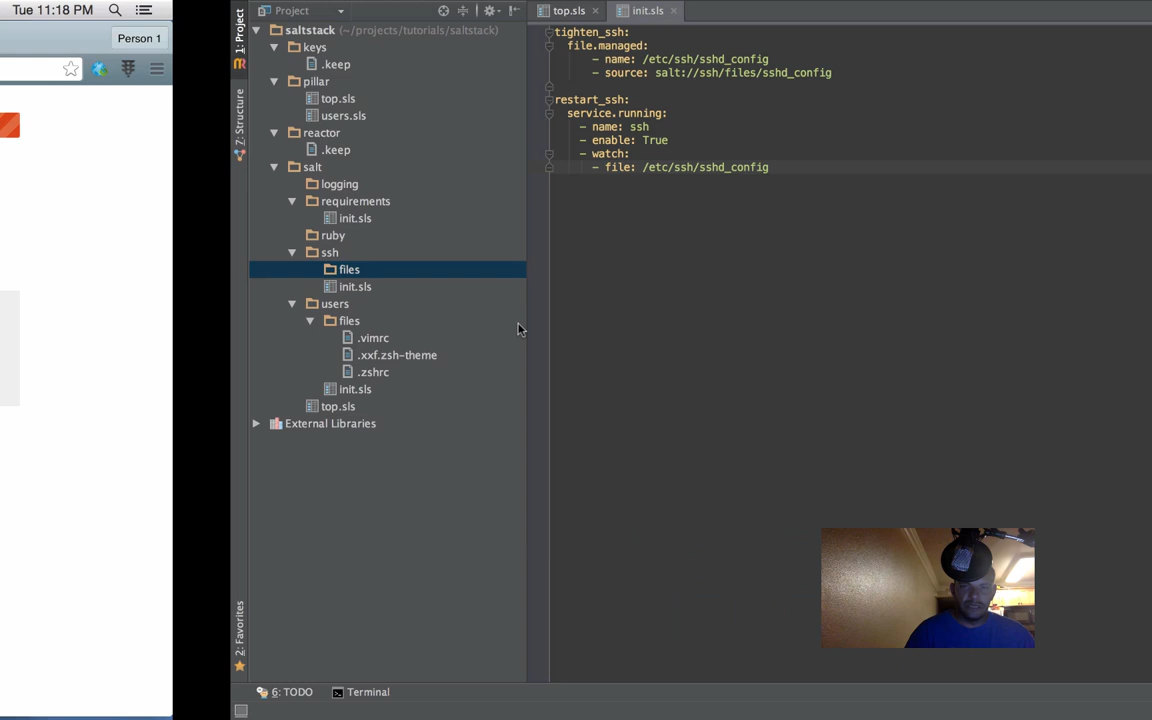 Tue 11:18 PM
Person 1
1: Project
7: Structure
2: Favorites
Project
saltstack (~/projects/tutorials/saltstack)
keys
.keep
pillar
top.sls
users.sls
reactor
.keep
salt
logging
requirements
init.sls
ruby
ssh
files
init.sls
users
files
.vimrc
.xxf.zsh-theme
.zshrc
init.sls
top.sls
External Libraries
top.sls
init.sls
tighten_ssh:
file.managed:
- name: /etc/ssh/sshd_config
- source: salt://ssh/files/sshd_config
restart_ssh:
service.running:
- name: ssh
- enable: True
- watch:
- file: /etc/ssh/sshd_config
6: TODO
Terminal